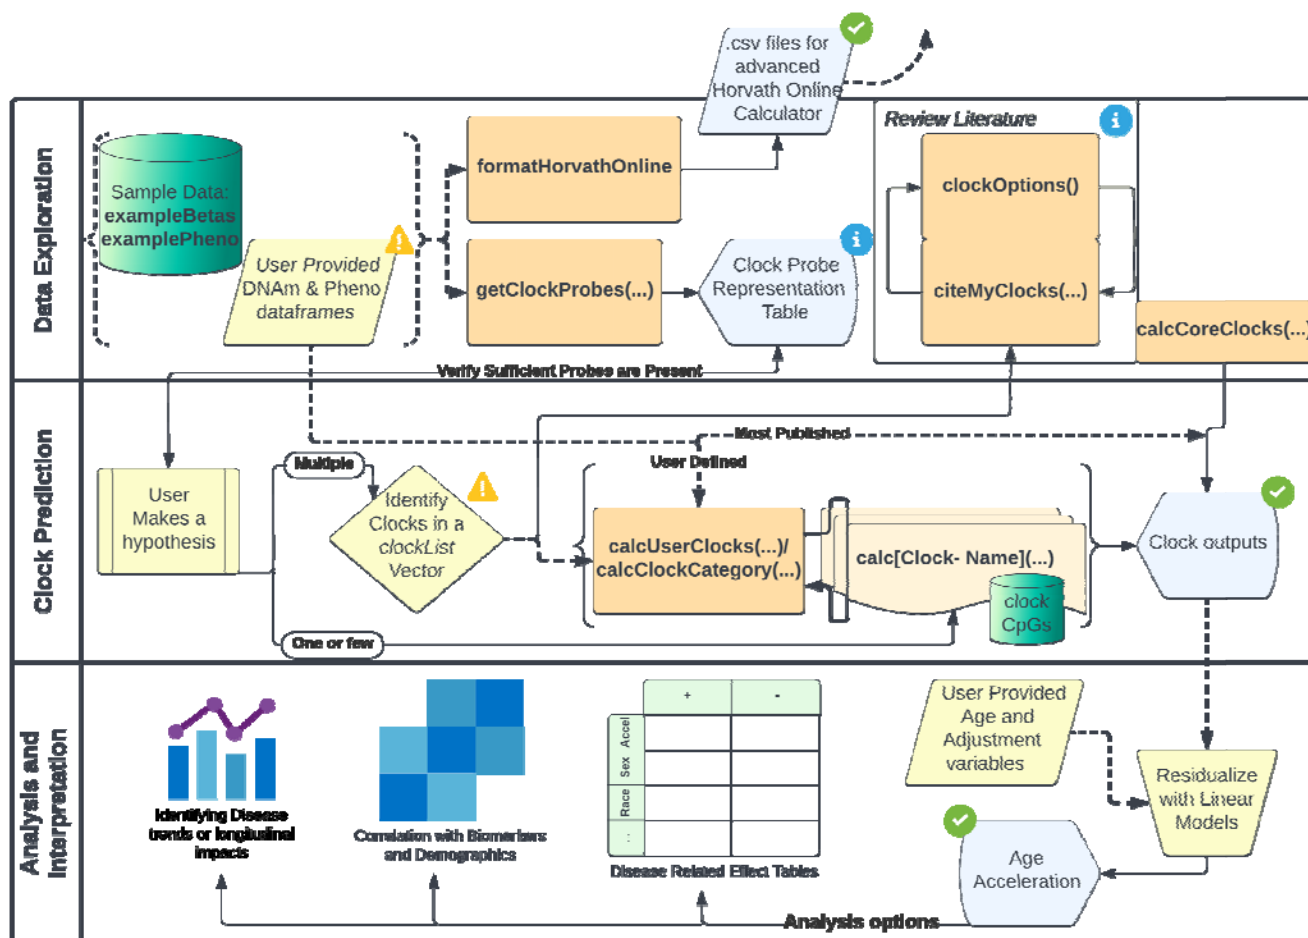 .csv files for
advanced
Horvath Online
Calculator
Data Exploration
Sample Data:
exampleBetas
examplePheno
User Provided
DNAm & Pheno
dataframes
formatHorvathOnline
getClockProbes(...)
Clock Probe
Representation
Table
Review Literature
clockOptions()
citeMyClocks(...)
calcCoreClocks(...)
Verify Sufficient Probes are Present
Clock Prediction
User
Makes a
hypothesis
Multiple
One or few
Identify
Clocks in a
clockList
Vector
Most Published
User Defined
calcUserClocks(...)/
calcClockCategory(...)
calc[Clock- Name](...)
clock
CpGs
Clock outputs
Analysis and
Interpretation
Identifying Disease
trends or longitudinal
impacts
Correlation with Biomarkers
and Demographics
+
-
Accel
Sex
Race
...
Disease Related Effect Tables
User Provided
Age and
Adjustment
variables
Residualize
with Linear
Models
Age
Acceleration
Analysis options